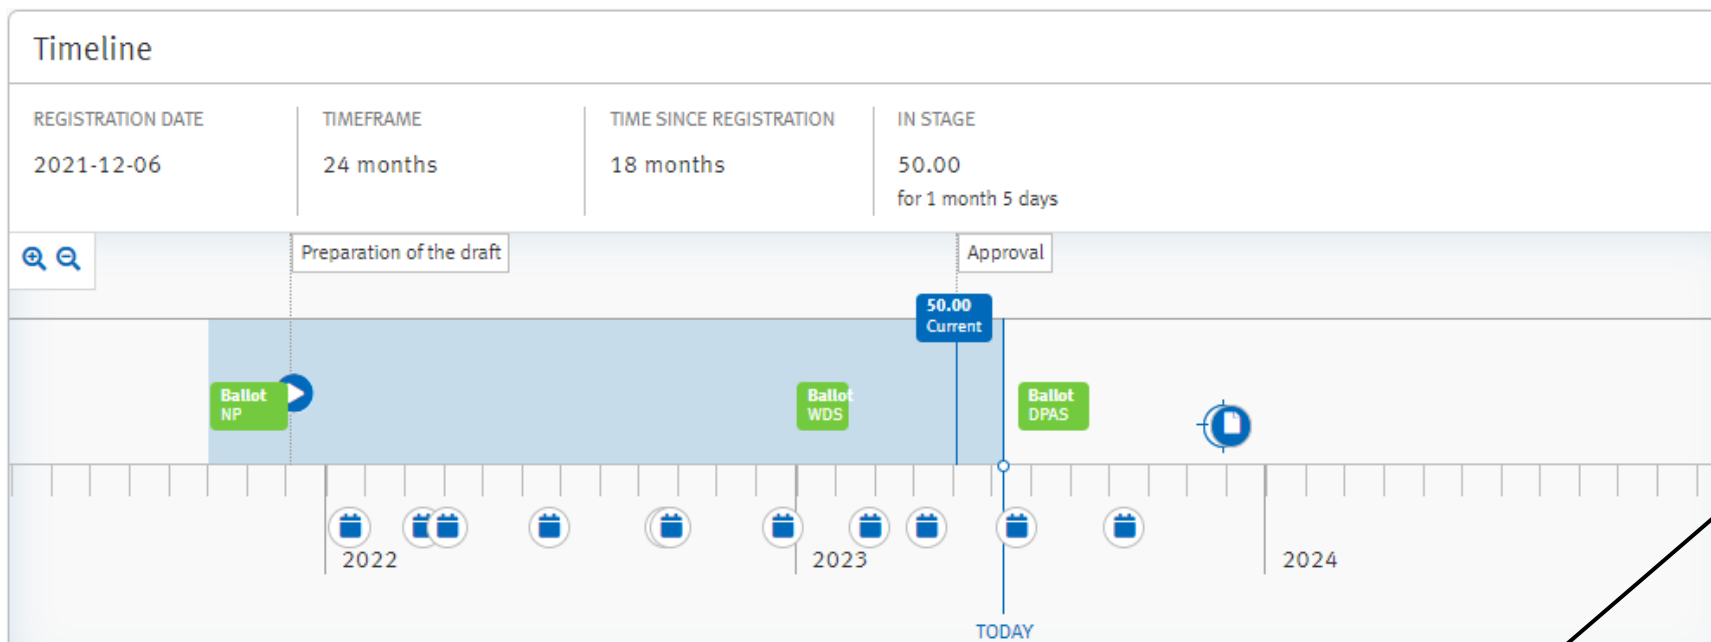 Timeline
REGISTRATION DATE
2021-12-06
TIMEFRAME
24 months
TIME SINCE REGISTRATION
18 months
IN STAGE
50.00
for 1 month 5 days
Preparation of the draft
Approval
50.00
Current
Ballot
NP
Ballot
WDS
Ballot
DPAS
2022
2023
2024
TODAY